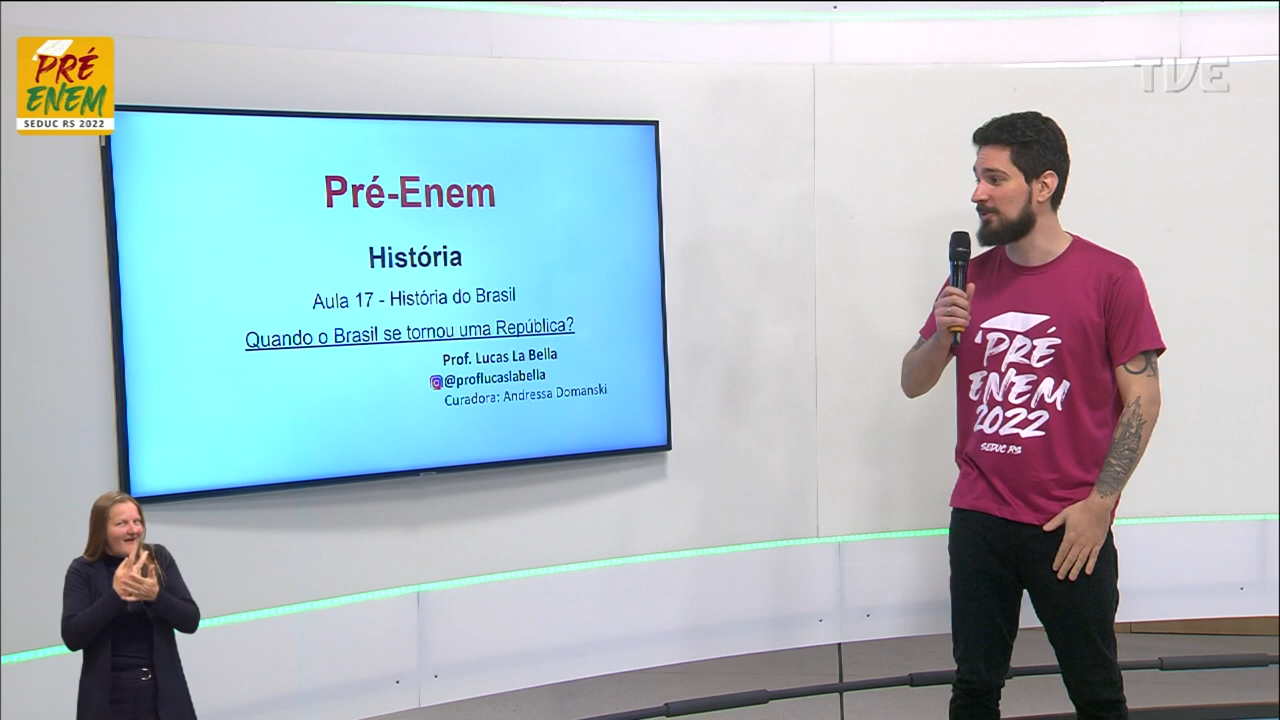 PRÉ
ENEM
SEDUC RS 2022
TVE
Pré-Enem
História
Aula 17 - História do Brasil
Quando o Brasil se tornou uma República?
Prof. Lucas La Bella
@proflucaslabella
Curadora: Andressa Domanski
PRÉ
ENEM
2022
SEDUC RS